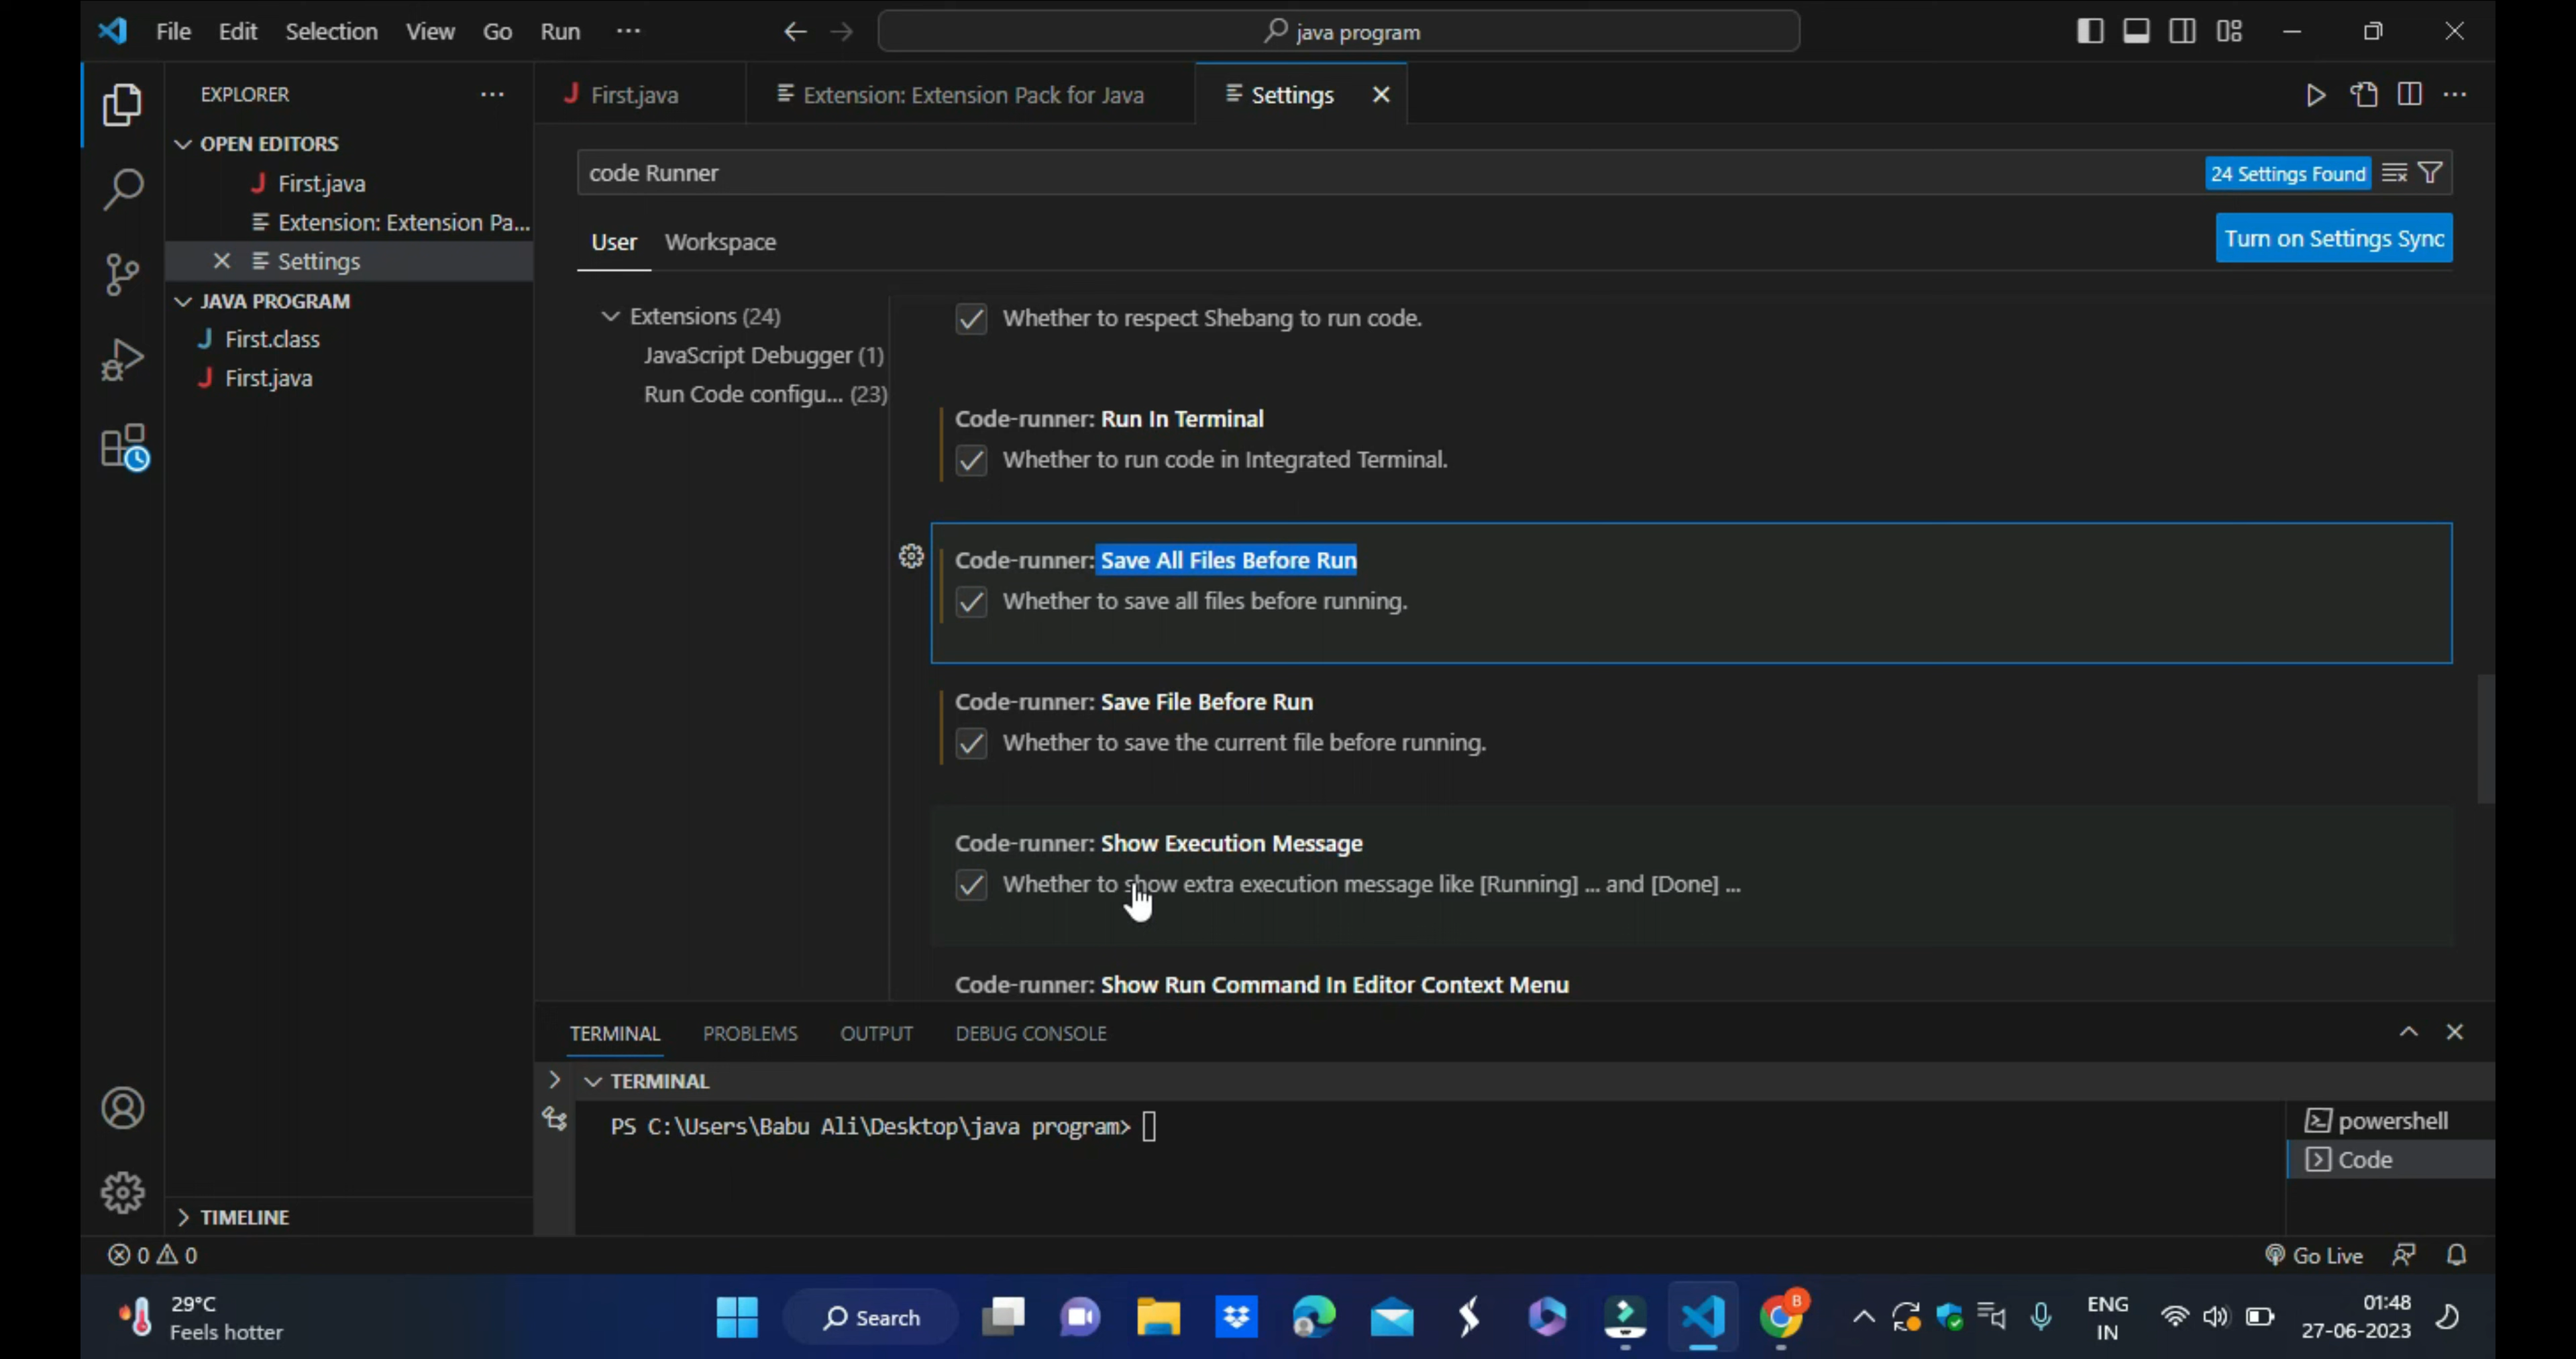 File Edit Selection View Go Run ... java program
EXPLORER ...
OPEN EDITORS
First.java
Extension: Extension Pa...
Settings
JAVA PROGRAM
First.class
First.java
TIMELINE
First.java Extension: Extension Pack for Java Settings
code Runner 24 Settings Found
User Workspace Turn on Settings Sync
Extensions (24)
JavaScript Debugger (1)
Run Code configu... (23)
Whether to respect Shebang to run code.
Code-runner: Run In Terminal
Whether to run code in Integrated Terminal.
Code-runner: Save All Files Before Run
Whether to save all files before running.
Code-runner: Save File Before Run
Whether to save the current file before running.
Code-runner: Show Execution Message
Whether to show extra execution message like [Running] ... and [Done] ...
Code-runner: Show Run Command In Editor Context Menu
TERMINAL PROBLEMS OUTPUT DEBUG CONSOLE
TERMINAL
PS C:\Users\Babu Ali\Desktop\java program>
powershell
Code
0 0 Go Live
29°C
Feels hotter
Search
B
ENG
IN
01:48
27-06-2023